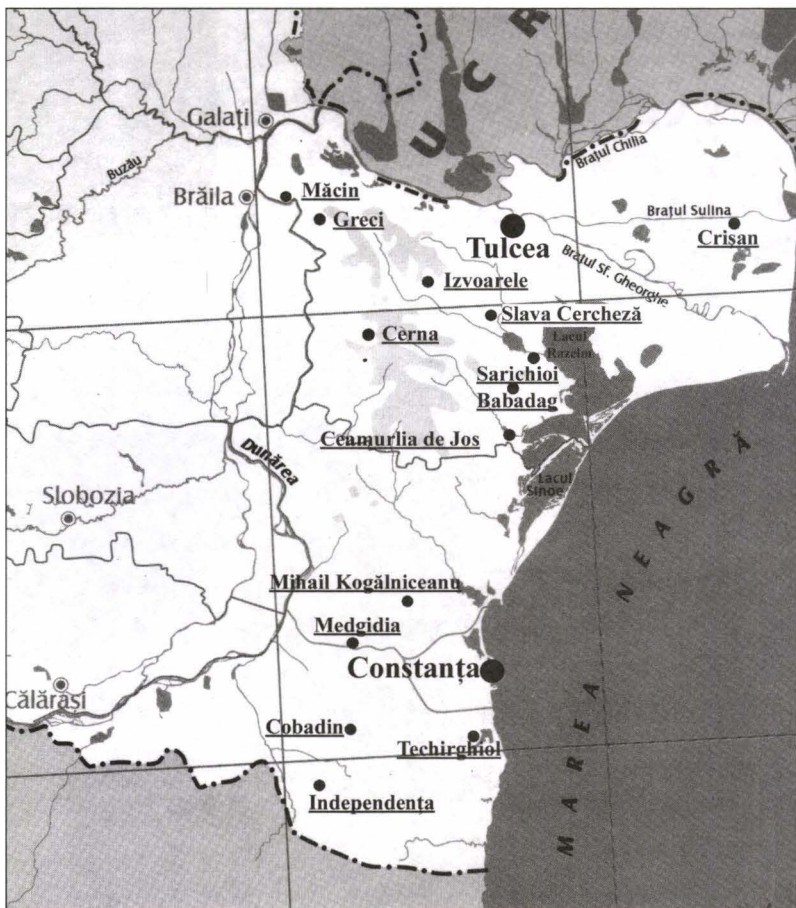 U C R
Galați
Buzău
Brațul Chilia
Brăila
Măcin
Greci
Brațul Sulina
Crișan
Tulcea
Brațul Sf. Gheorghe
Izvoarele
Slava Cercheză
Cerna
Lacul
Razelm
Sarichioi
Babadag
Ceamurlia de Jos
Dunărea
Lacul
Sinoe
Slobozia
MAREA NEAGRĂ
Mihail Kogălniceanu
Medgidia
Constanța
Călărași
Cobadin
Techirghiol
Independența